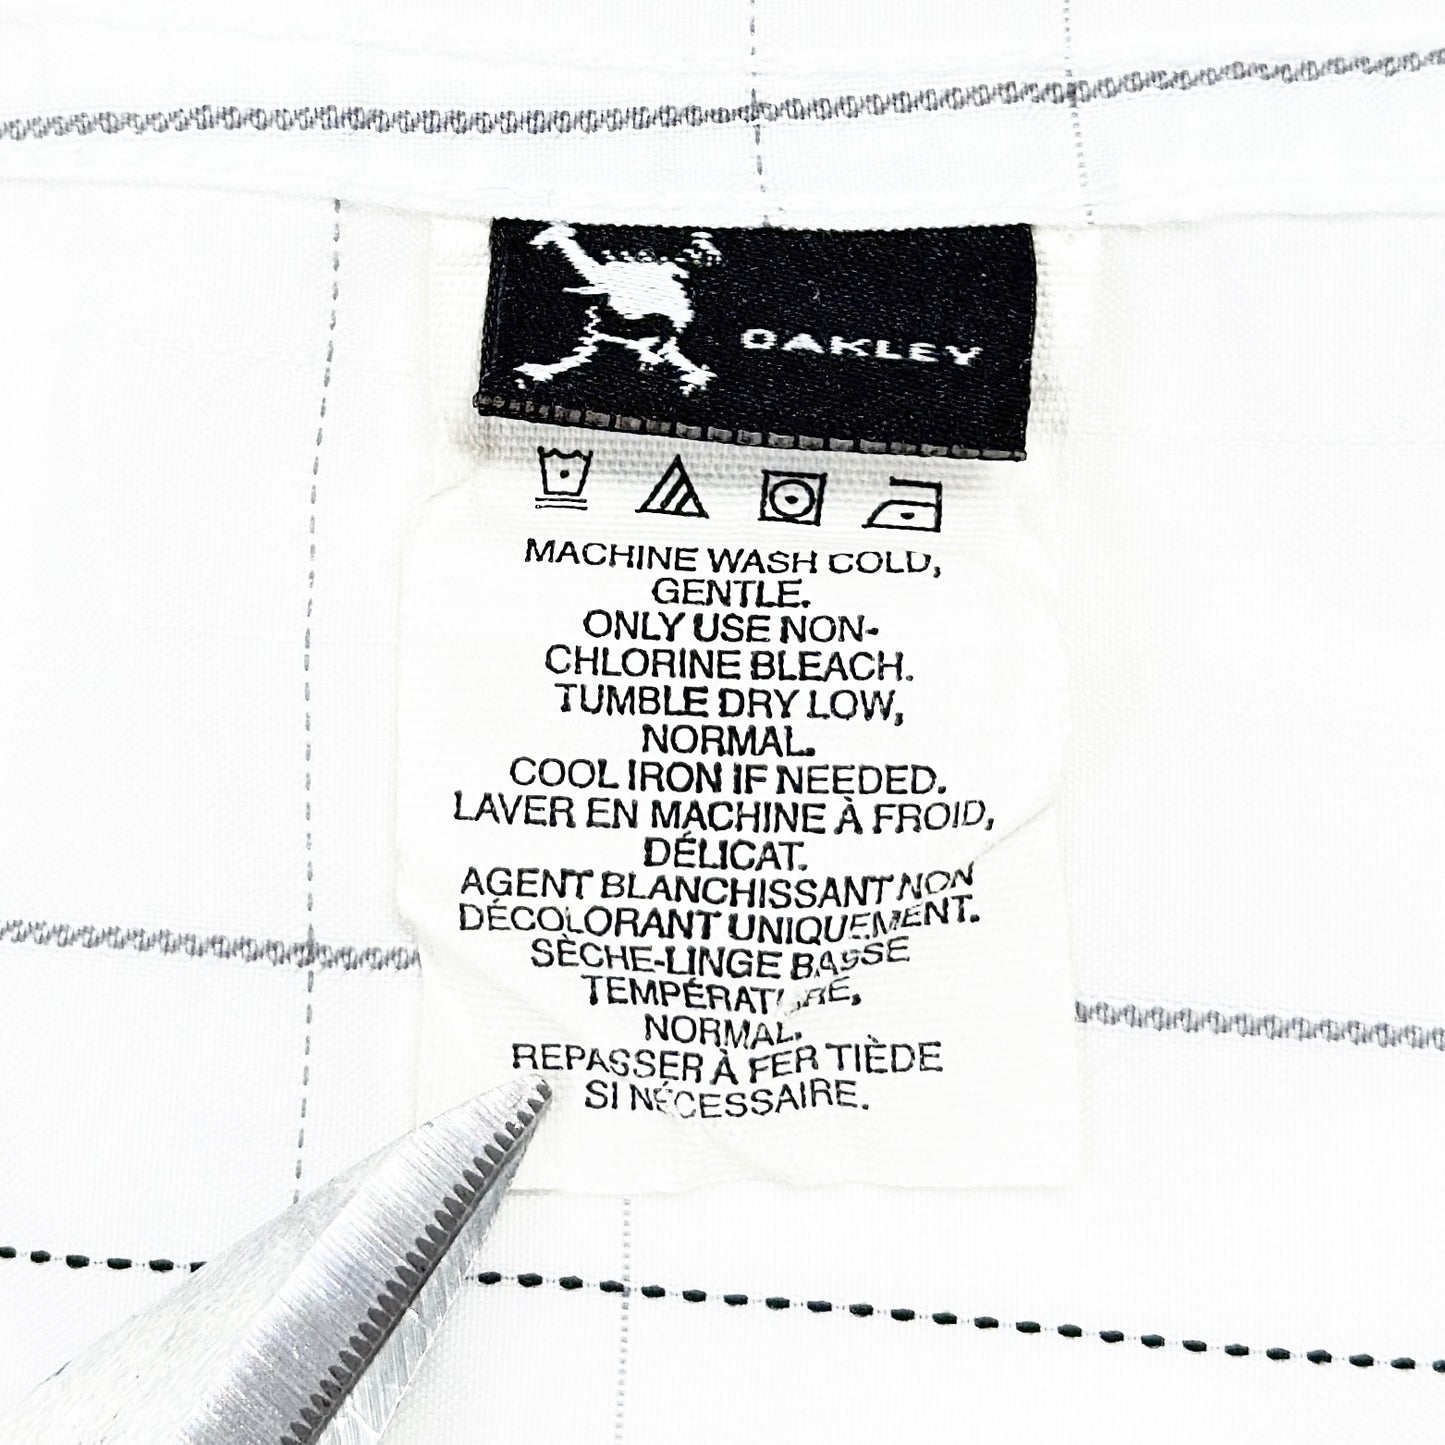 OAKLEY
MACHINE WASH COLD,
GENTLE.
ONLY USE NON-
CHLORINE BLEACH.
TUMBLE DRY LOW,
NORMAL.
COOL IRON IF NEEDED.
LAVER EN MACHINE À FROID,
DÉLICAT.
AGENT BLANCHISSANT NON
DÉCOLORANT UNIQUEMENT.
SÈCHE-LINGE BASSE
TEMPÉRATURE,
NORMAL.
REPASSER À FER TIÈDE
SI NÉCESSAIRE.